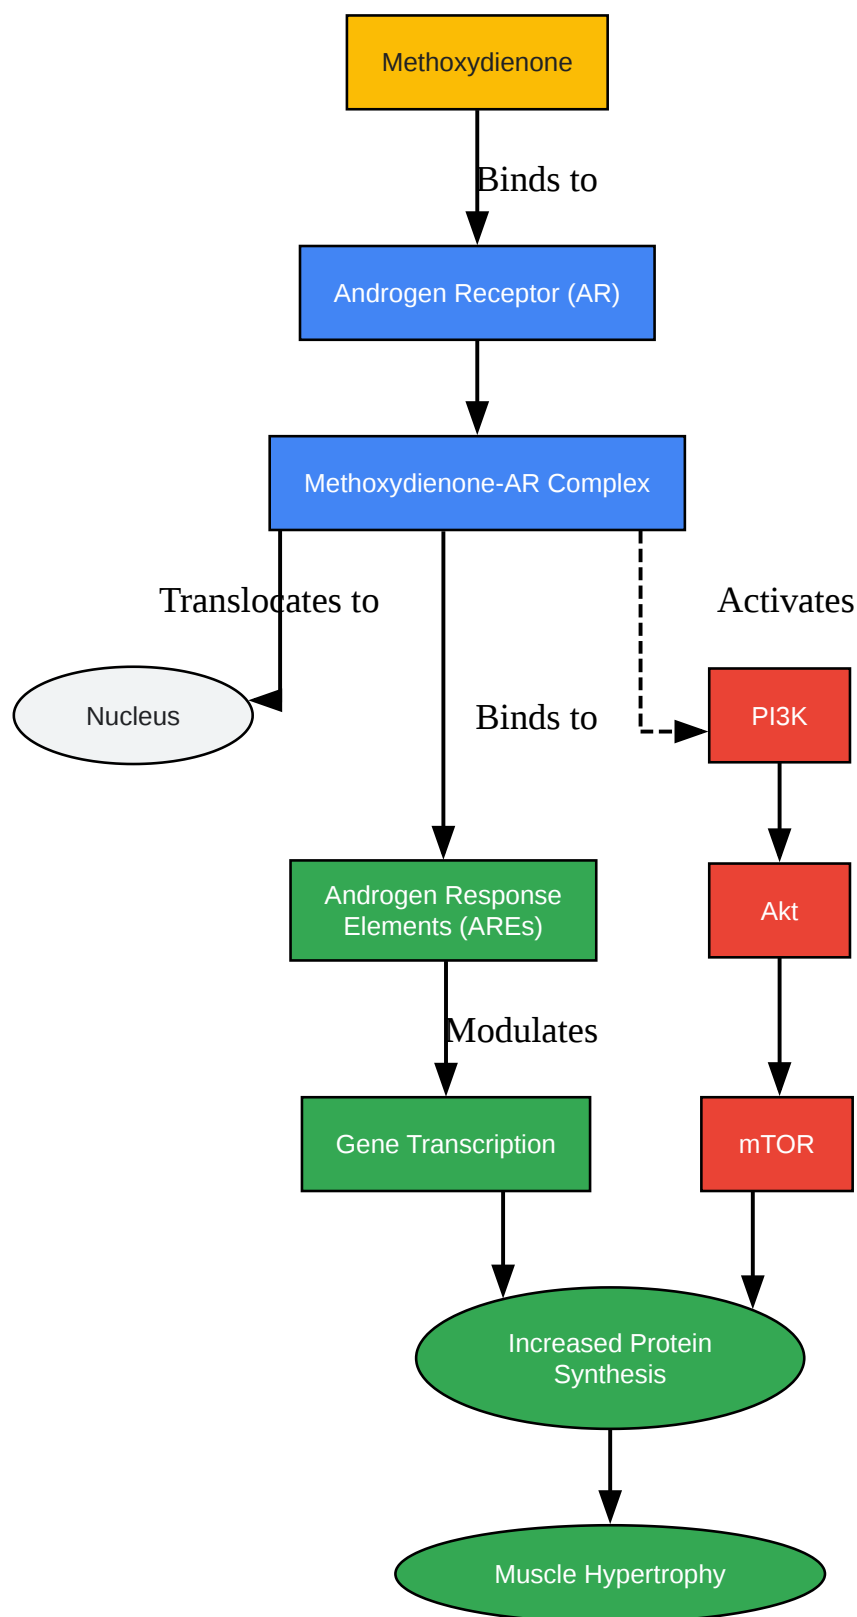 Methoxydienone
Binds to
Androgen Receptor (AR)
Methoxydienone-AR Complex
Translocates to
Activates
Nucleus
Binds to
PI3K
Androgen Response
Elements (AREs)
Akt
Modulates
Gene Transcription
mTOR
Increased Protein
Synthesis
Muscle Hypertrophy